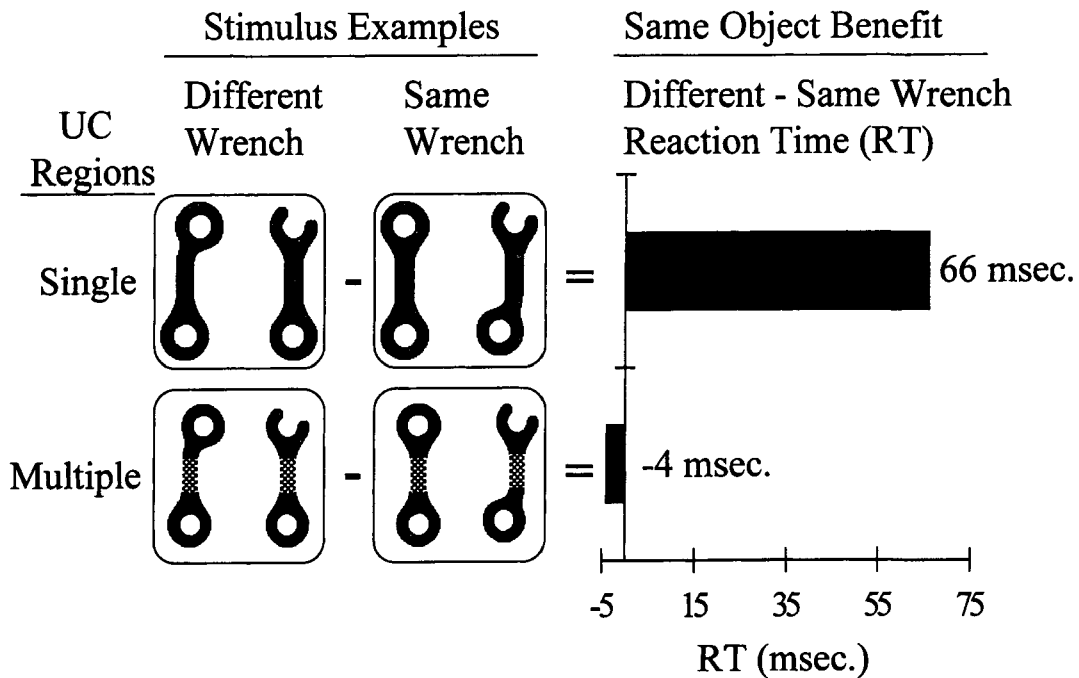 Stimulus Examples
Same Object Benefit
UC
Regions
Different
Wrench
Same
Wrench
Different - Same Wrench
Reaction Time (RT)
Single
-
=
66 msec.
Multiple
-
=
-4 msec.
-5
15
35
55
75
RT (msec.)